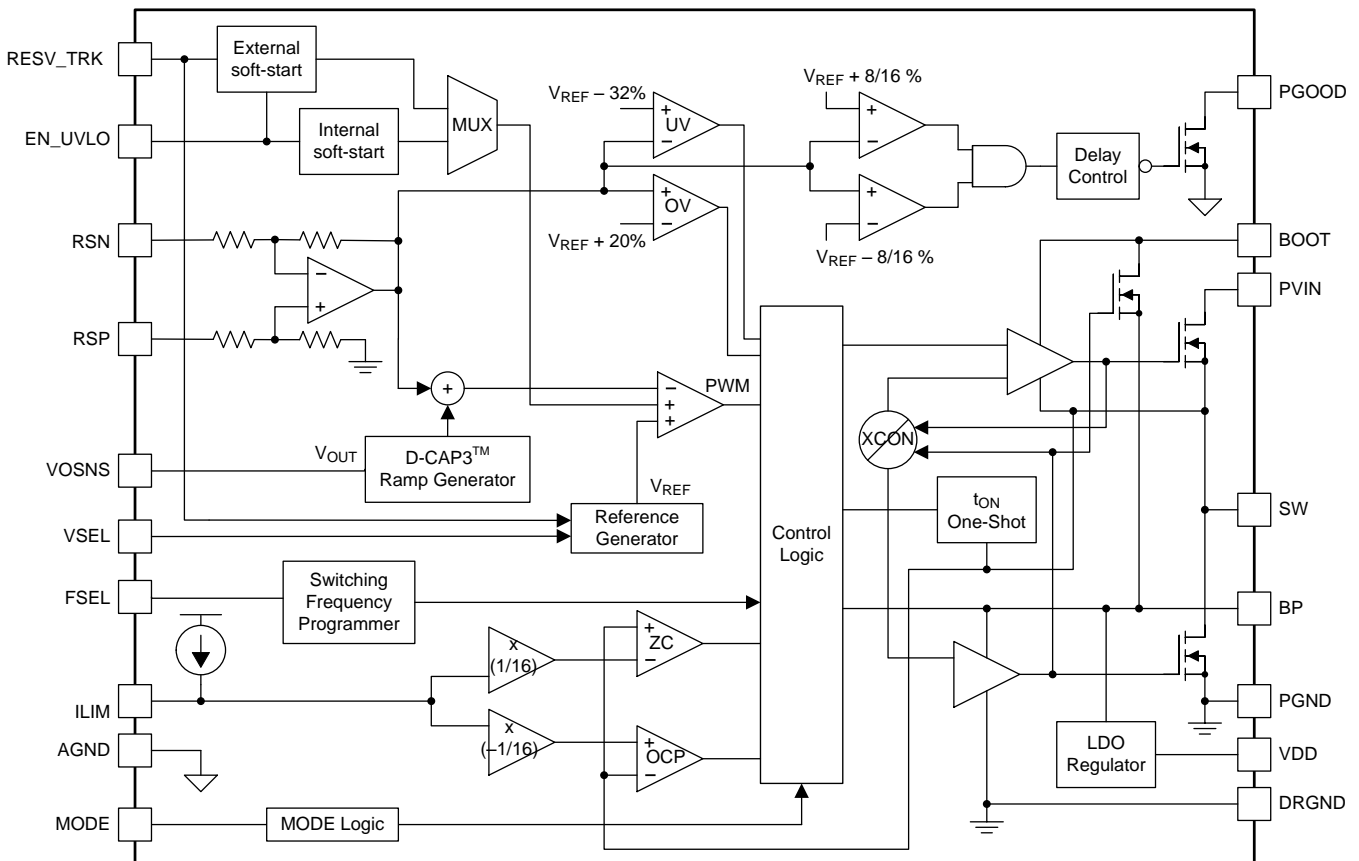 RESV_TRK
External
soft-start
EN_UVLO
Internal
soft-start
MUX
V_REF – 32%
+
UV
−
+
OV
−
V_REF + 20%
V_REF + 8/16 %
+
−
+
−
V_REF – 8/16 %
Delay
Control
PGOOD
RSN
−
+
RSP
BOOT
PVIN
+
−
+
+
PWM
VOSNS
V_OUT
D-CAP3™
Ramp Generator
V_REF
VSEL
Reference
Generator
Control
Logic
XCON
t_ON
One-Shot
SW
FSEL
Switching
Frequency
Programmer
BP
x
(1/16)
+
ZC
−
ILIM
x
(–1/16)
+
OCP
−
AGND
PGND
LDO
Regulator
VDD
MODE
MODE Logic
DRGND